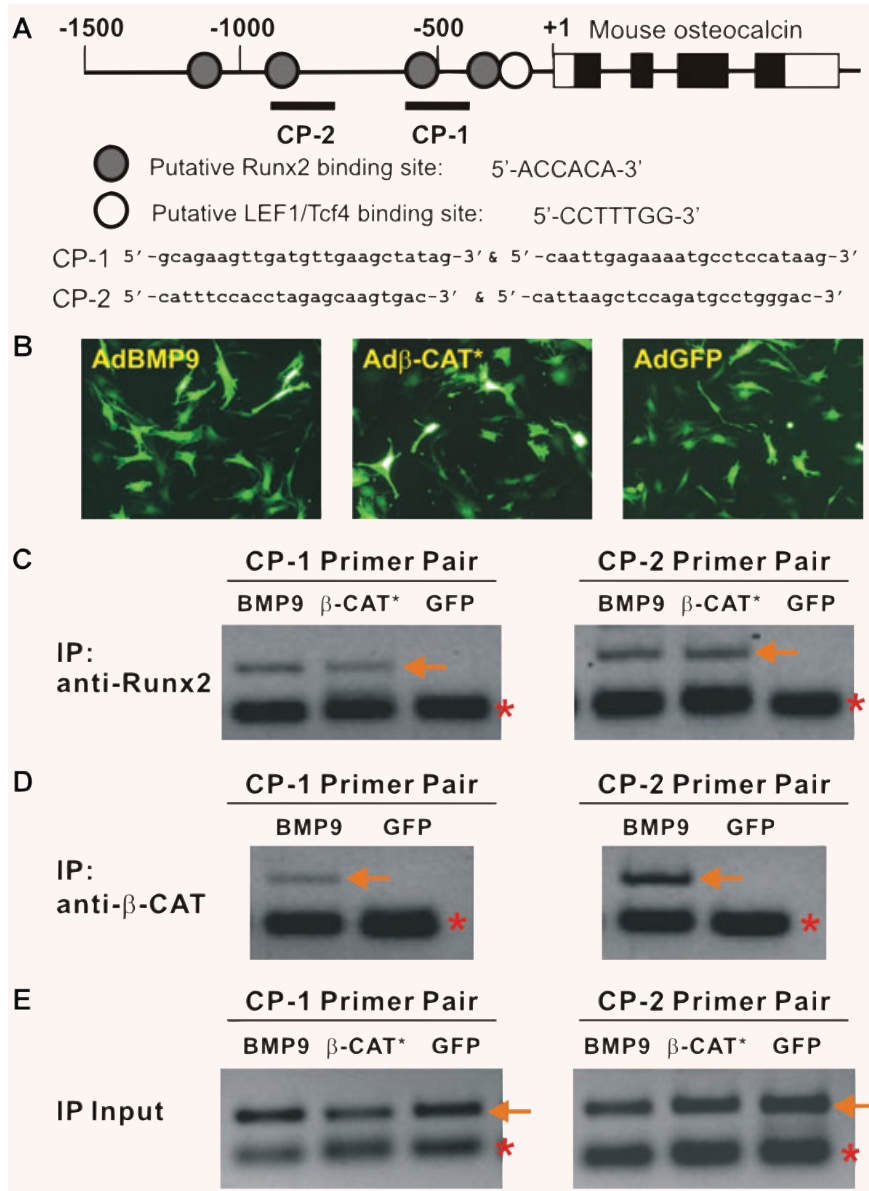 A
-1500 -1000 -500 +1 Mouse osteocalcin
CP-2 CP-1
Putative Runx2 binding site: 5'-ACCACA-3'
Putative LEF1/Tcf4 binding site: 5'-CCTTTGG-3'
CP-1 5′-gcagaagttgatgttgaagctatag-3′ & 5′-caattgagaaaatgcctccataag-3′
CP-2 5′-catttccacctagagcaagtgac-3′ & 5′-cattaagctccagatgcctgggac-3′
B
AdBMP9 Adβ-CAT* AdGFP
C
CP-1 Primer Pair CP-2 Primer Pair
BMP9 β-CAT* GFP BMP9 β-CAT* GFP
IP:
anti-Runx2
* *
D
CP-1 Primer Pair CP-2 Primer Pair
BMP9 GFP BMP9 GFP
IP:
anti-β-CAT
* *
E
CP-1 Primer Pair CP-2 Primer Pair
BMP9 β-CAT* GFP BMP9 β-CAT* GFP
IP Input
* *